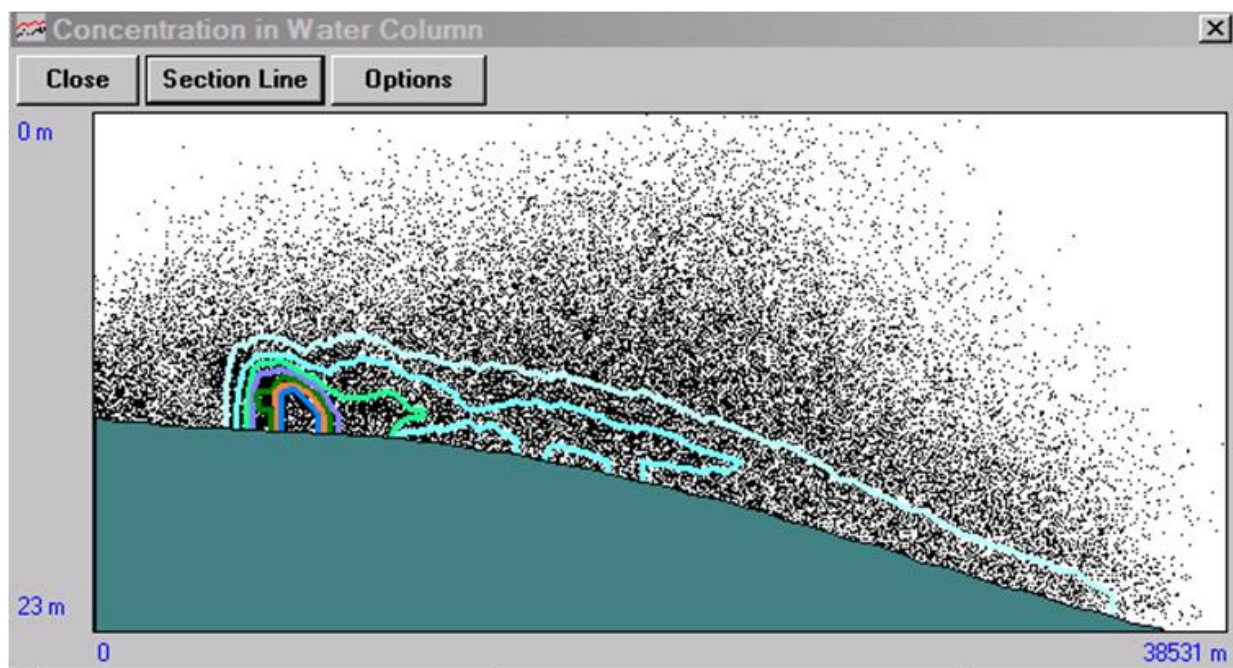 Concentration in Water Column
Close Section Line Options
0 m
23 m
0 38531 m